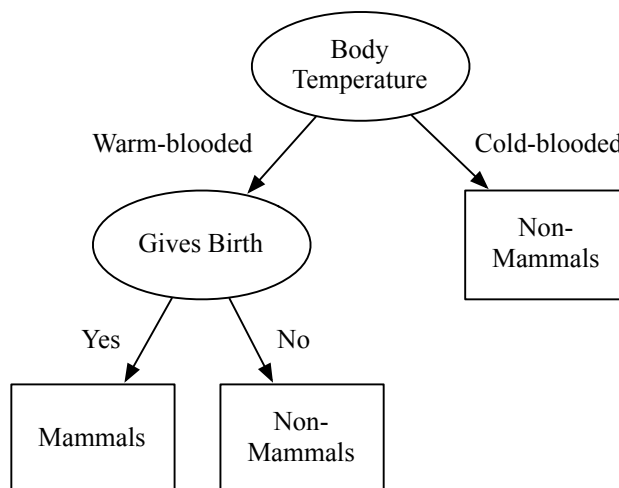 Body
Temperature
Warm-blooded
Cold-blooded
Gives Birth
Non-
Mammals
Yes
No
Mammals
Non-
Mammals